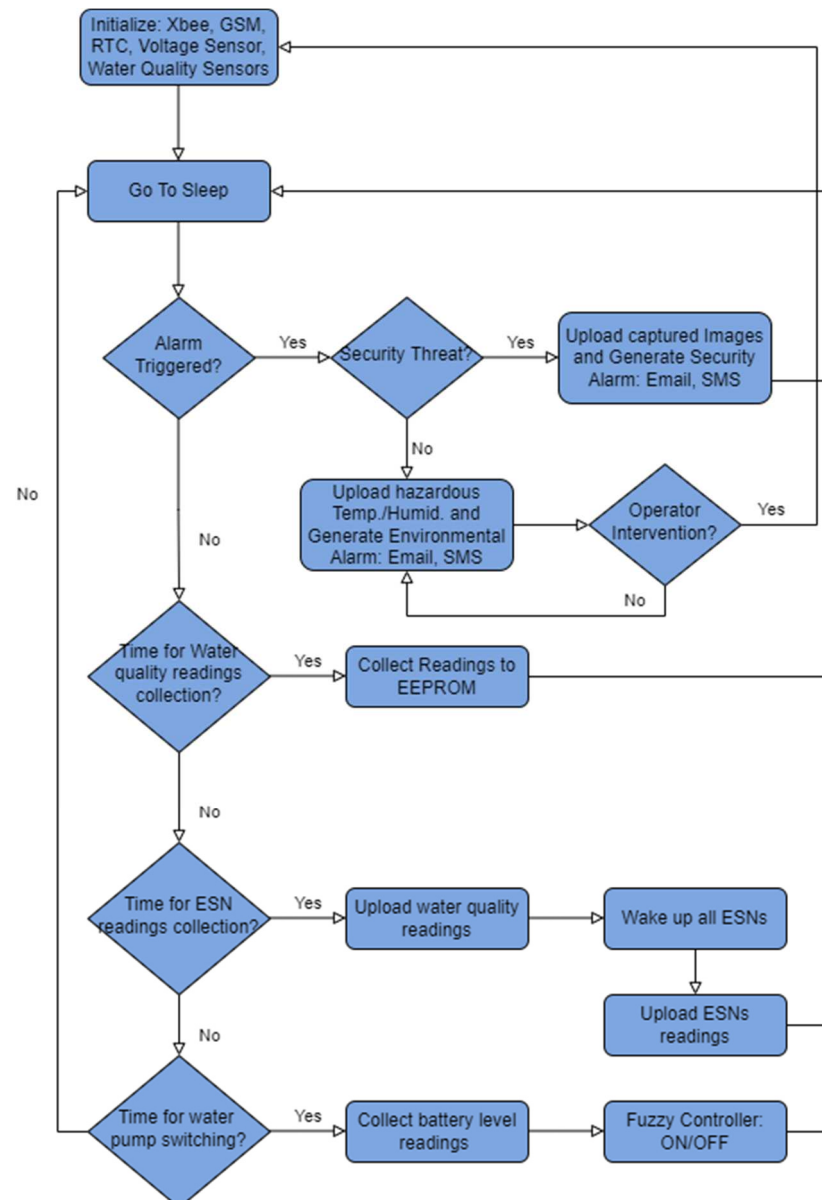 Initialize: Xbee, GSM,
RTC, Voltage Sensor,
Water Quality Sensors
Go To Sleep
Alarm
Triggered?
Yes
Security Threat?
Yes
Upload captured Images
and Generate Security
Alarm: Email, SMS
No
No
Upload hazardous
Temp./Humid. and
Generate Environmental
Alarm: Email, SMS
Operator
Intervention?
Yes
No
No
Time for Water
quality readings
collection?
Yes
Collect Readings to
EEPROM
No
Time for ESN
readings collection?
Yes
Upload water quality
readings
Wake up all ESNs
Upload ESNs
readings
No
Time for water
pump switching?
Yes
Collect battery level
readings
Fuzzy Controller:
ON/OFF